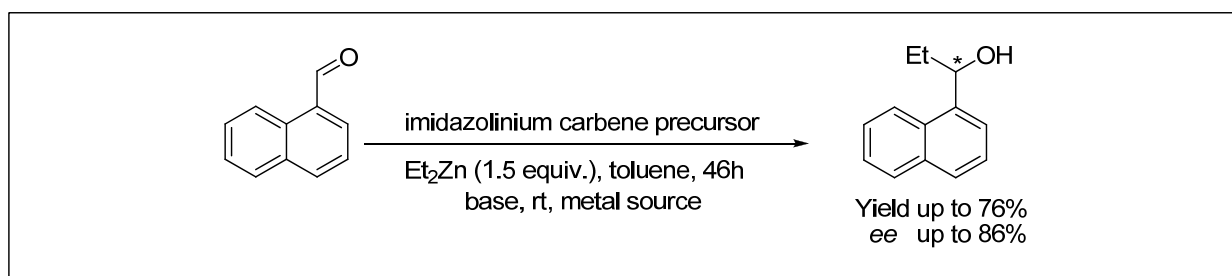 O
Et
*
OH
imidazolinium carbene precursor
Et₂Zn (1.5 equiv.), toluene, 46h
base, rt, metal source
Yield up to 76%
ee up to 86%